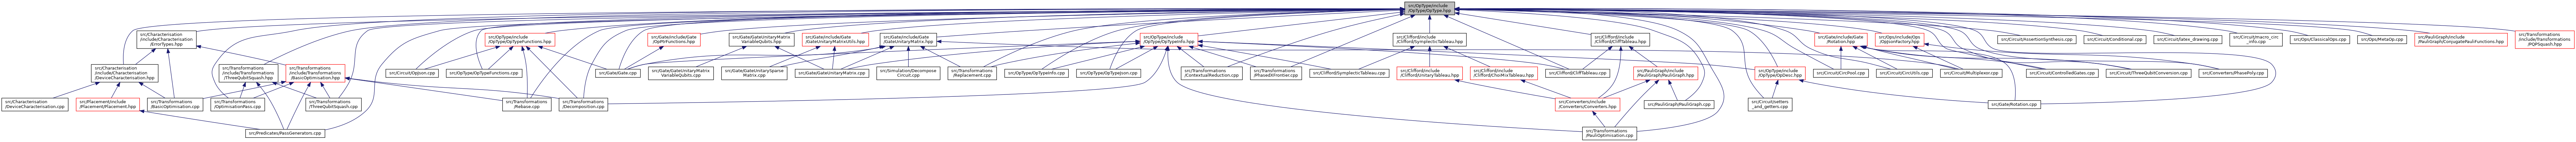 src/OpType/include
/OpType/OpType.hpp
src/Characterisation
/include/Characterisation
/ErrorTypes.hpp
src/OpType/include
/OpType/OpTypeFunctions.hpp
src/Gate/include/Gate
/OpPtrFunctions.hpp
src/Gate/GateUnitaryMatrix
VariableQubits.hpp
src/Gate/include/Gate
/GateUnitaryMatrixUtils.hpp
src/Gate/include/Gate
/GateUnitaryMatrix.hpp
src/OpType/include
/OpType/OpTypeInfo.hpp
src/Clifford/include
/Clifford/SymplecticTableau.hpp
src/Clifford/include
/Clifford/CliffTableau.hpp
src/Gate/include/Gate
/Rotation.hpp
src/Ops/include/Ops
/OpJsonFactory.hpp
src/Circuit/AssertionSynthesis.cpp
src/Circuit/Conditional.cpp
src/Circuit/latex_drawing.cpp
src/Circuit/macro_circ
_info.cpp
src/Ops/ClassicalOps.cpp
src/Ops/MetaOp.cpp
src/PauliGraph/include
/PauliGraph/ConjugatePauliFunctions.hpp
src/Transformations
/include/Transformations
/PQPSquash.hpp
src/Characterisation
/include/Characterisation
/DeviceCharacterisation.hpp
src/Transformations
/include/Transformations
/ThreeQubitSquash.hpp
src/Transformations
/include/Transformations
/BasicOptimisation.hpp
src/Circuit/OpJson.cpp
src/OpType/OpTypeFunctions.cpp
src/Gate/Gate.cpp
src/Gate/GateUnitaryMatrix
VariableQubits.cpp
src/Gate/GateUnitarySparse
Matrix.cpp
src/Gate/GateUnitaryMatrix.cpp
src/Simulation/Decompose
Circuit.cpp
src/Transformations
/Replacement.cpp
src/OpType/OpTypeInfo.cpp
src/OpType/OpTypeJson.cpp
src/Transformations
/ContextualReduction.cpp
src/Transformations
/PhasedXFrontier.cpp
src/Clifford/SymplecticTableau.cpp
src/Clifford/include
/Clifford/UnitaryTableau.hpp
src/Clifford/include
/Clifford/ChoiMixTableau.hpp
src/Clifford/CliffTableau.cpp
src/PauliGraph/include
/PauliGraph/PauliGraph.hpp
src/OpType/include
/OpType/OpDesc.hpp
src/Circuit/CircPool.cpp
src/Circuit/CircUtils.cpp
src/Circuit/Multiplexor.cpp
src/Circuit/ControlledGates.cpp
src/Circuit/ThreeQubitConversion.cpp
src/Converters/PhasePoly.cpp
src/Characterisation
/DeviceCharacterisation.cpp
src/Placement/include
/Placement/Placement.hpp
src/Transformations
/BasicOptimisation.cpp
src/Transformations
/OptimisationPass.cpp
src/Transformations
/ThreeQubitSquash.cpp
src/Transformations
/Rebase.cpp
src/Transformations
/Decomposition.cpp
src/Converters/include
/Converters/Converters.hpp
src/PauliGraph/PauliGraph.cpp
src/Circuit/setters
_and_getters.cpp
src/Gate/Rotation.cpp
src/Predicates/PassGenerators.cpp
src/Transformations
/PauliOptimisation.cpp